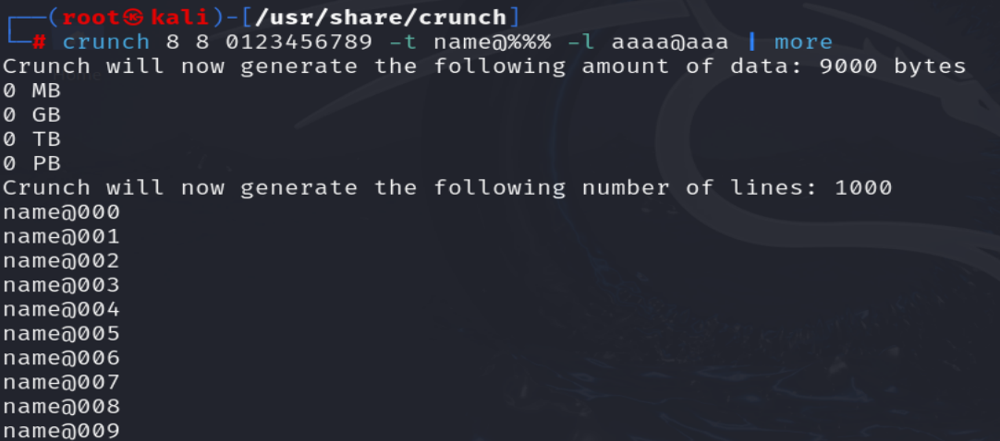 ┌──(root㉿kali)-[/usr/share/crunch]
└─# crunch 8 8 0123456789 -t name@%%% -l aaaa@aaa | more
Crunch will now generate the following amount of data: 9000 bytes
0 MB
0 GB
0 TB
0 PB
Crunch will now generate the following number of lines: 1000
name@000
name@001
name@002
name@003
name@004
name@005
name@006
name@007
name@008
name@009